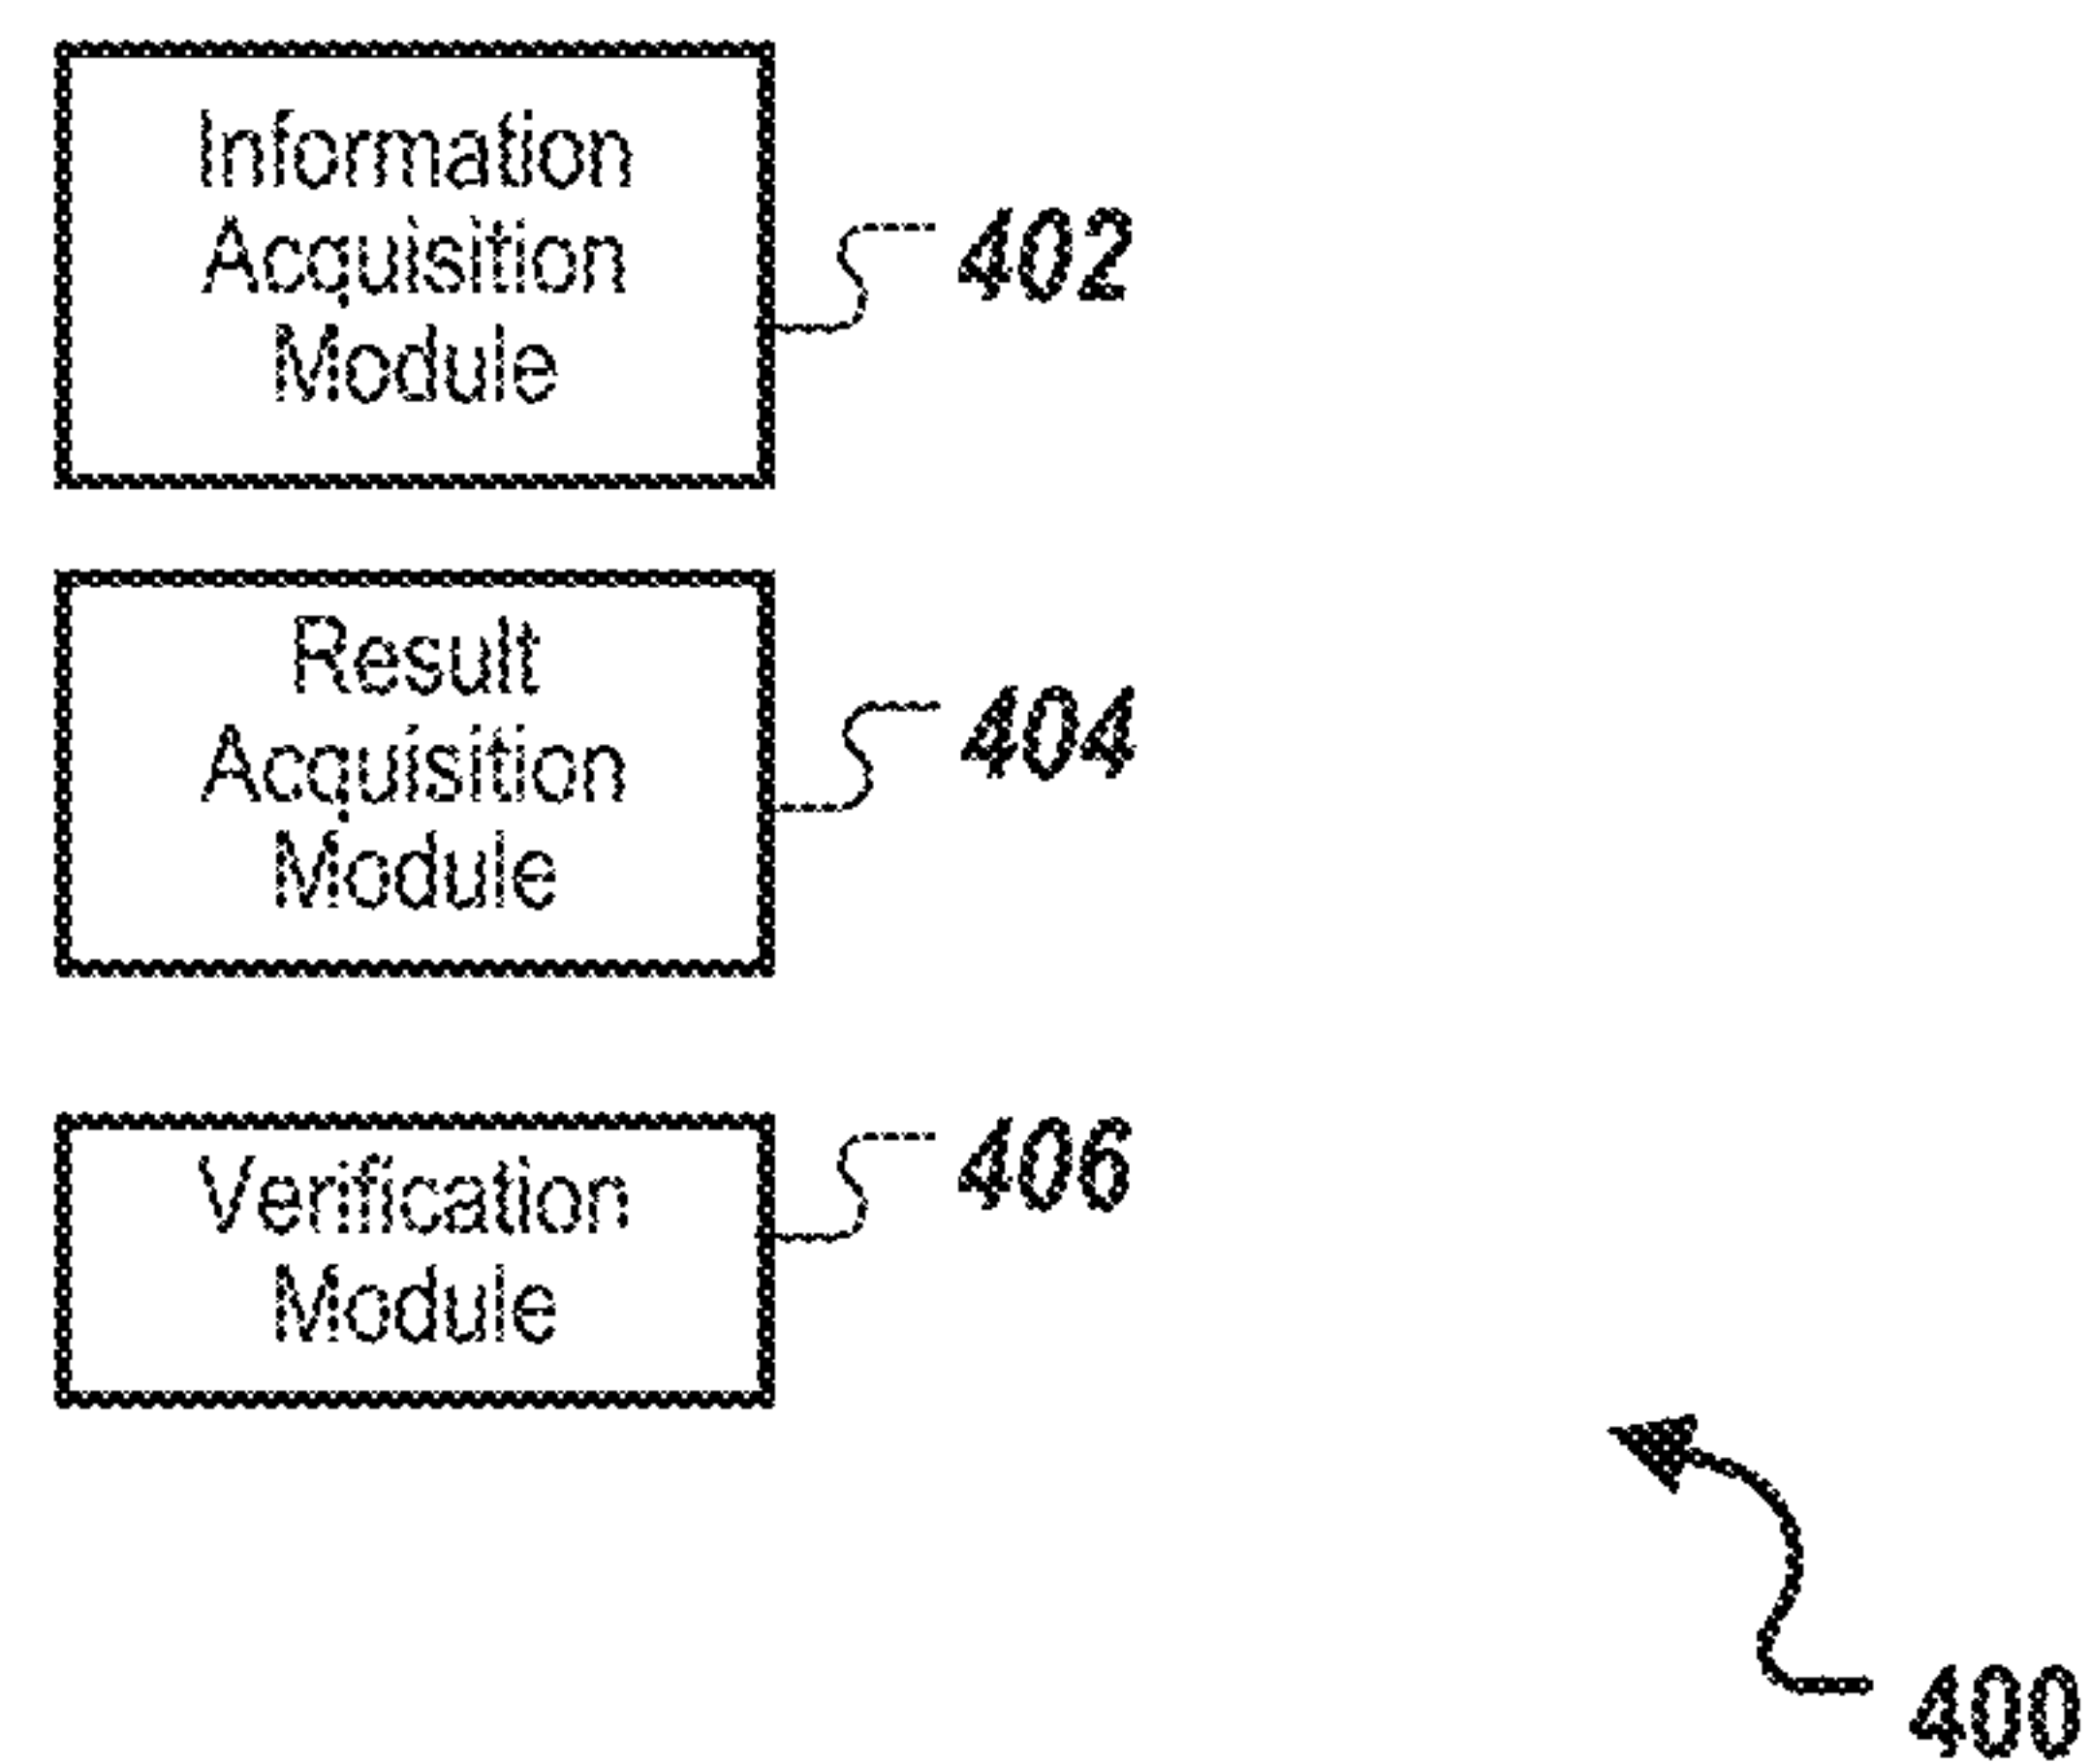 Information
Acquisition
Module
402
Result
Acquisition
Module
404
Verification
Module
406
400